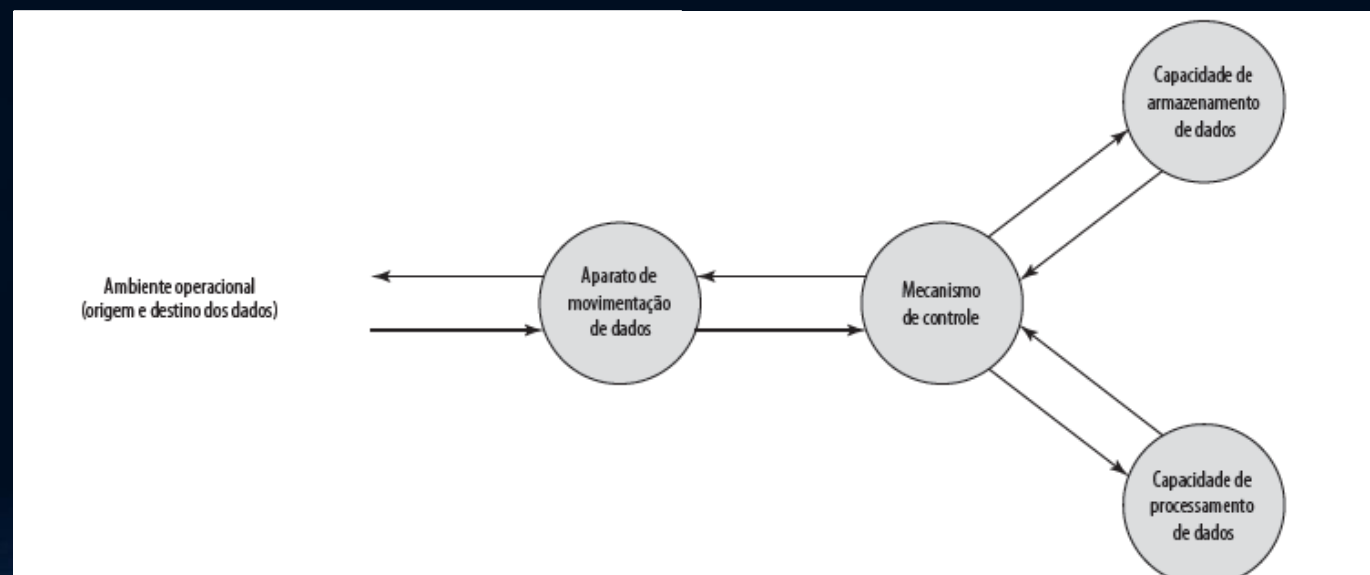 Capacidade de
armazenamento
de dados
Ambiente operacional
(origem e destino dos dados)
Aparato de
movimentação
de dados
Mecanismo
de controle
Capacidade de
processamento
de dados